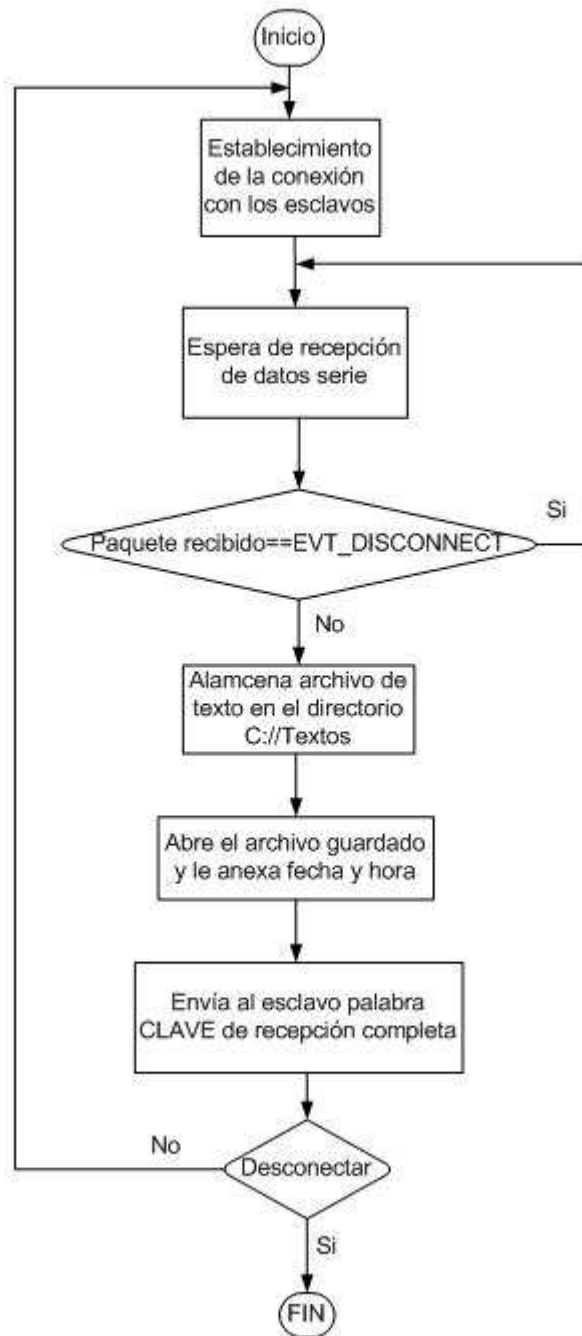 Inicio
Establecimiento
de la conexión
con los esclavos
Espera de recepción
de datos serie
Paquete recibido==EVT_DISCONNECT
Si
No
Alamcena archivo de
texto en el directorio
C://Textos
Abre el archivo guardado
y le anexa fecha y hora
Envía al esclavo palabra
CLAVE de recepción completa
No
Desconectar
Si
FIN